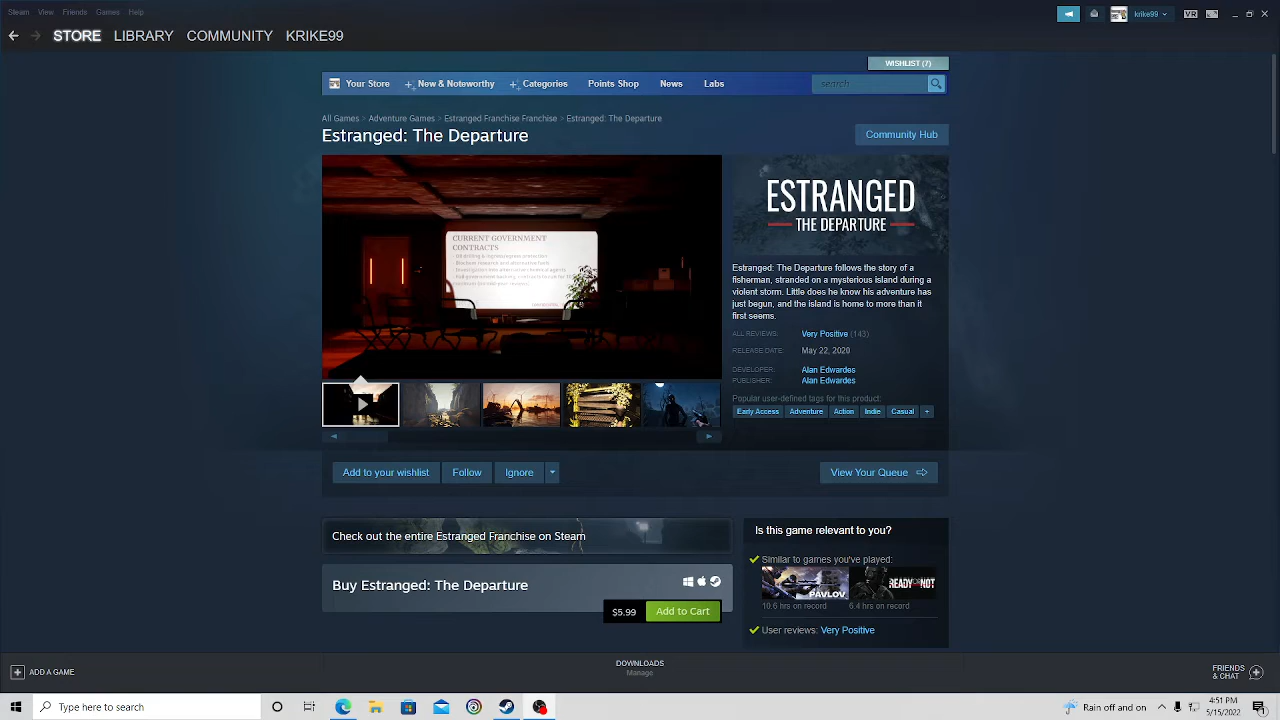 Steam View Friends Games Help
krike99
VR
STORE LIBRARY COMMUNITY KRIKE99
WISHLIST (7)
Your Store New & Noteworthy Categories Points Shop News Labs
search
All Games > Adventure Games > Estranged Franchise Franchise > Estranged: The Departure
Estranged: The Departure
Community Hub
CURRENT GOVERNMENT
CONTRACTS
ESTRANGED
THE DEPARTURE
Estranged: The Departure follows the story of a
fisherman, stranded on a mysterious island during a
violent storm. Little does he know his adventure has
just begun, and the island is home to more than it
first seems.
ALL REVIEWS: Very Positive (143)
RELEASE DATE: May 22, 2020
DEVELOPER: Alan Edwardes
PUBLISHER: Alan Edwardes
Popular user-defined tags for this product:
Early Access Adventure Action Indie Casual +
Add to your wishlist Follow Ignore
View Your Queue
Check out the entire Estranged Franchise on Steam
Is this game relevant to you?
Similar to games you've played:
PAVLOV
READY OR NOT
10.6 hrs on record 6.4 hrs on record
Buy Estranged: The Departure
$5.99 Add to Cart
User reviews: Very Positive
ADD A GAME
DOWNLOADS
Manage
FRIENDS
& CHAT
Type here to search
Rain off and on
4:51 PM
5/1/2022